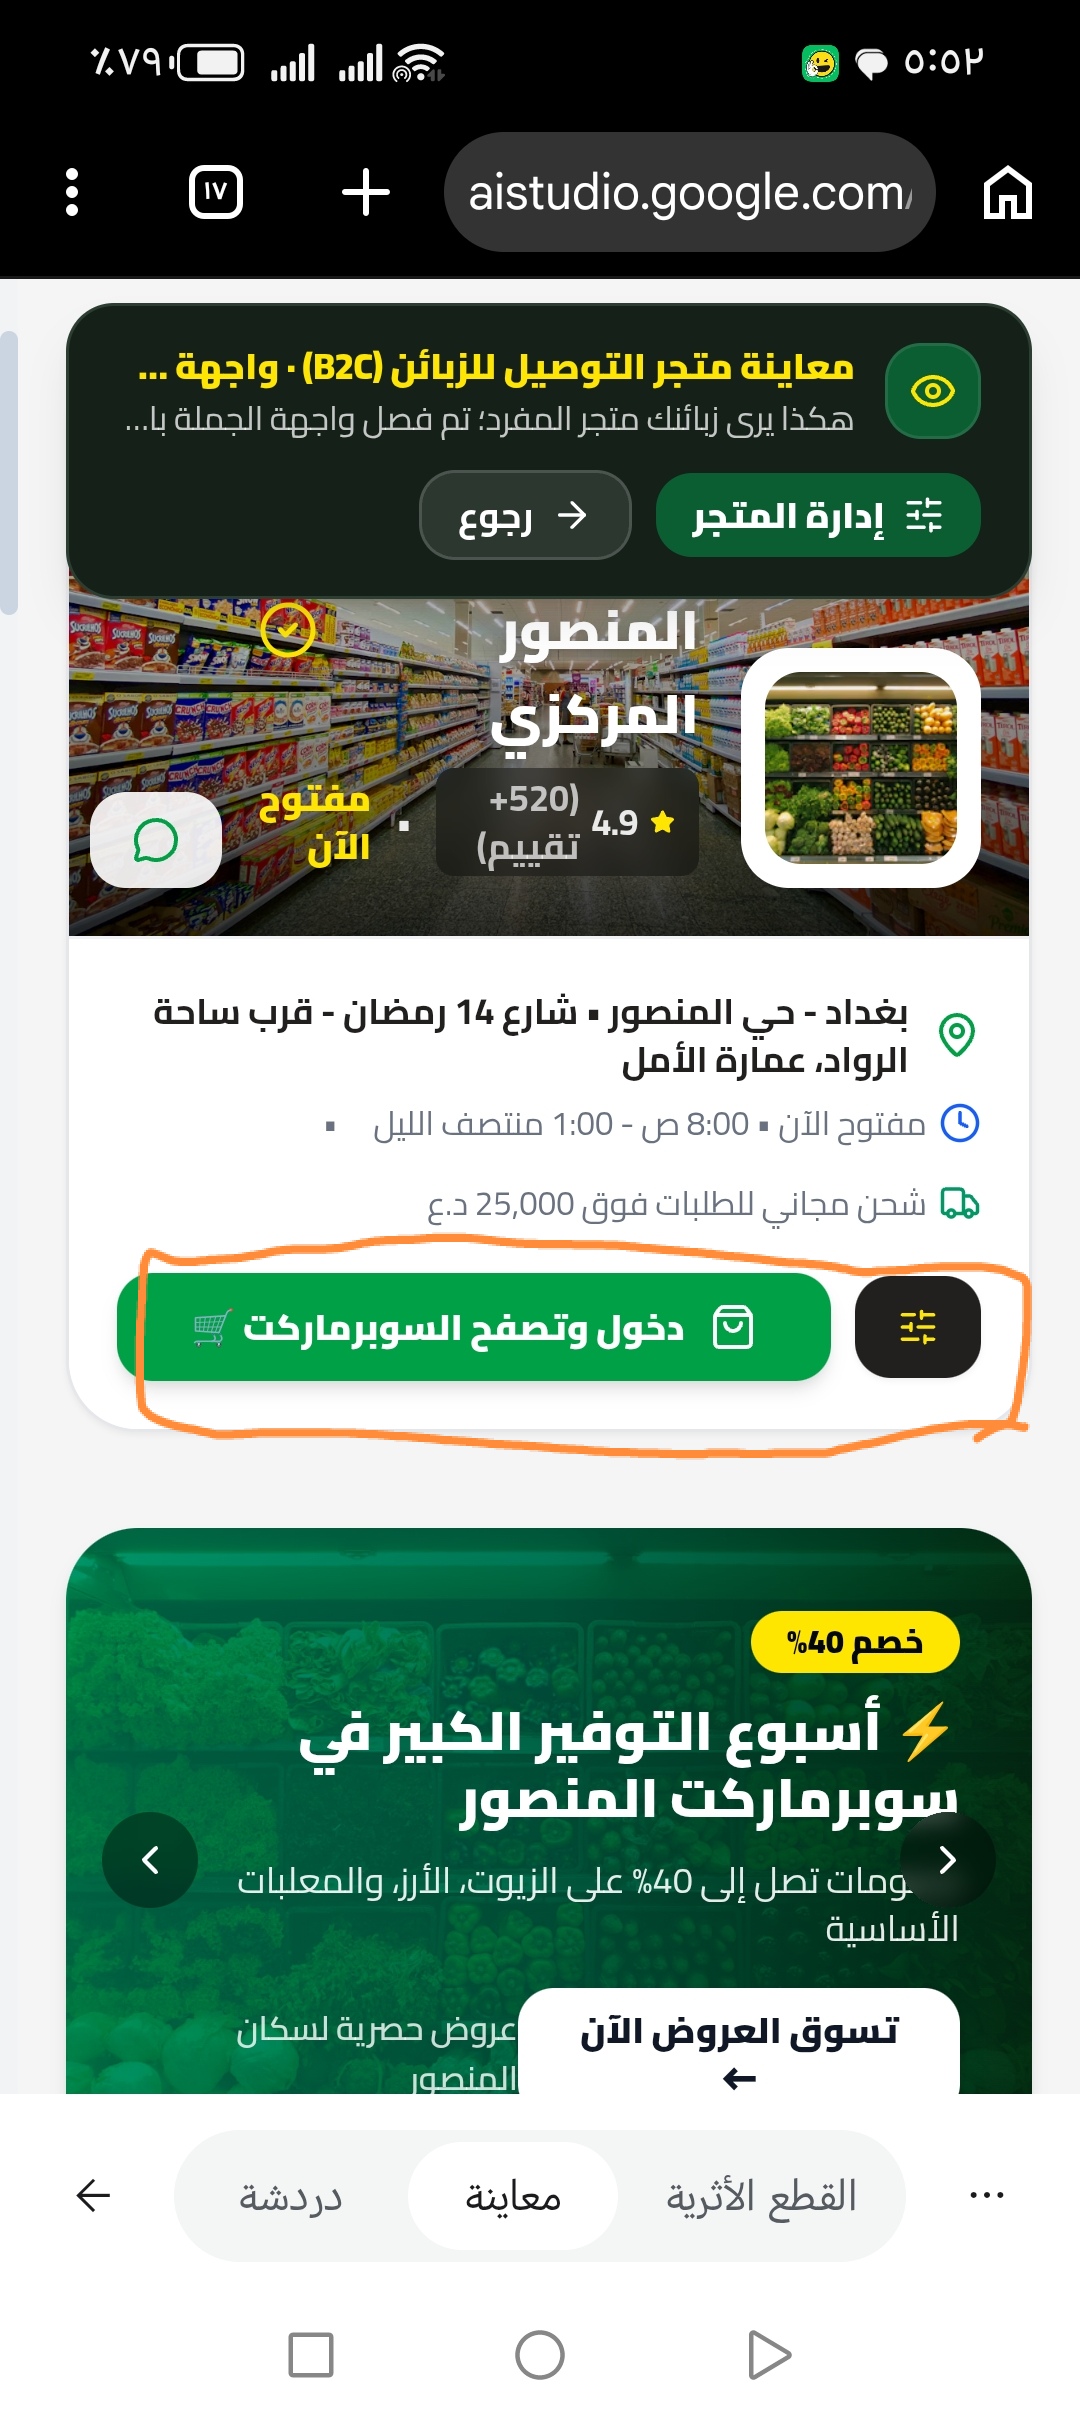 ٪٧٩
٥:٥٢
١٧
aistudio.google.com/
معاينة متجر التوصيل للزبائن (B2C) · واجهة ...
هكذا يرى زبائنك متجر المفرد؛ تم فصل واجهة الجملة با...
إدارة المتجر
رجوع
المنصور
المركزي
4.9 (520+ تقييم) • مفتوح الآن
بغداد - حي المنصور • شارع 14 رمضان - قرب ساحة
الرواد، عمارة الأمل
مفتوح الآن • 8:00 ص - 1:00 منتصف الليل •
شحن مجاني للطلبات فوق 25,000 د.ع
دخول وتصفح السوبرماركت 🛒
خصم 40%
⚡ أسبوع التوفير الكبير في
سوبرماركت المنصور
تصل إلى 40% على الزيوت، الأرز، والمعلبات
الأساسية
تسوق العروض الآن
←
عروض حصرية لسكان
المنصور
القطع الأثرية
معاينة
دردشة